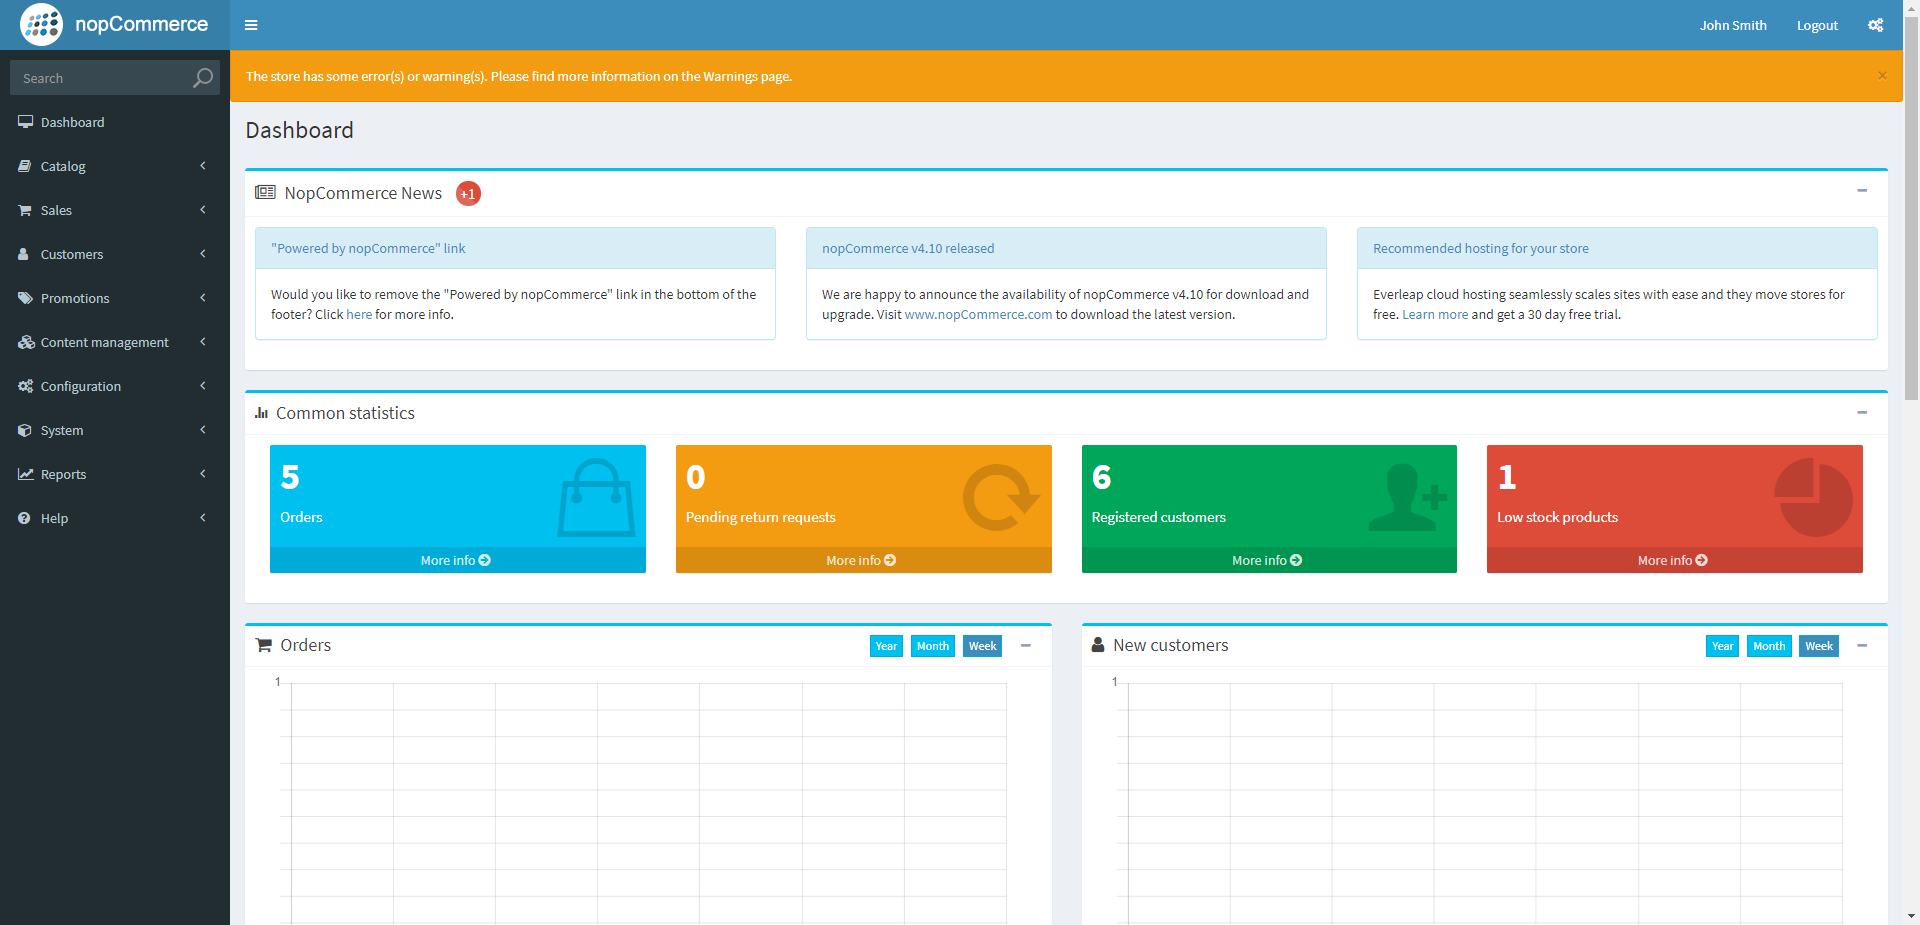 nopCommerce
John Smith
Logout
Search
The store has some error(s) or warning(s). Please find more information on the Warnings page.
×
Dashboard
Catalog
Sales
Customers
Promotions
Content management
Configuration
System
Reports
Help
Dashboard
NopCommerce News
+1
"Powered by nopCommerce" link
Would you like to remove the "Powered by nopCommerce" link in the bottom of the
footer? Click here for more info.
nopCommerce v4.10 released
We are happy to announce the availability of nopCommerce v4.10 for download and
upgrade. Visit www.nopCommerce.com to download the latest version.
Recommended hosting for your store
Everleap cloud hosting seamlessly scales sites with ease and they move stores for
free. Learn more and get a 30 day free trial.
Common statistics
5
Orders
More info
0
Pending return requests
More info
6
Registered customers
More info
1
Low stock products
More info
Orders
Year
Month
Week
1
New customers
Year
Month
Week
1